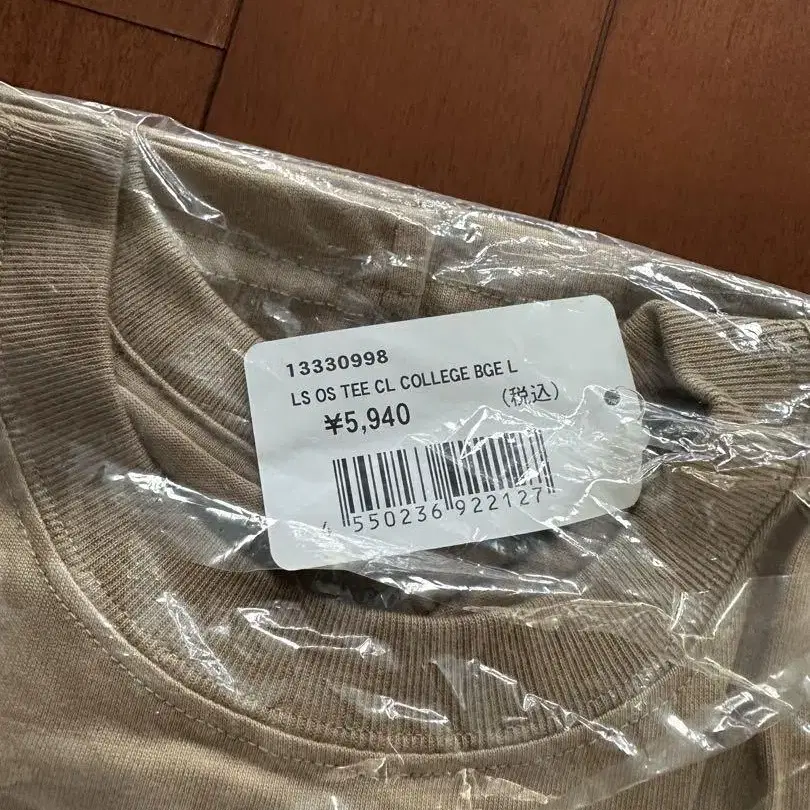 13330998
LS OS TEE CL COLLEGE BGE L
¥5,940 (税込)
4 550236 922127